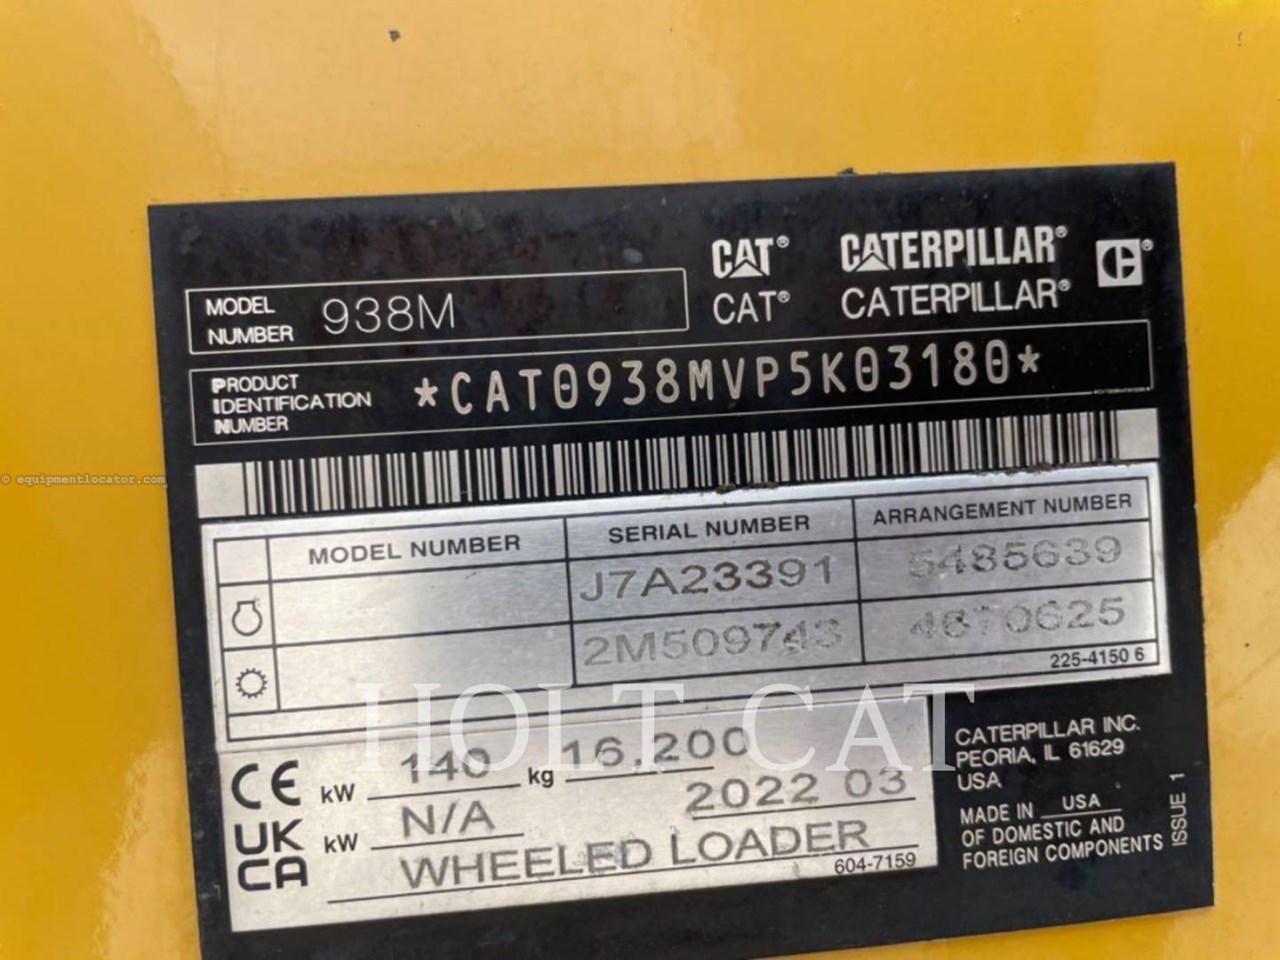 CAT® CATERPILLAR®
CAT® CATERPILLAR®
MODEL NUMBER 938M
PRODUCT IDENTIFICATION NUMBER *CAT0938MVP5K03180*
© equipmentlocator.com
MODEL NUMBER SERIAL NUMBER ARRANGEMENT NUMBER
J7A23391 5485639
2M509743
225-4150 6
HOLT CAT
CE kW 140 kg 16,200
UKCA kW N/A 2022 03
WHEELED LOADER
604-7159
CATERPILLAR INC.
PEORIA, IL 61629
USA
MADE IN USA
OF DOMESTIC AND
FOREIGN COMPONENTS
ISSUE 1